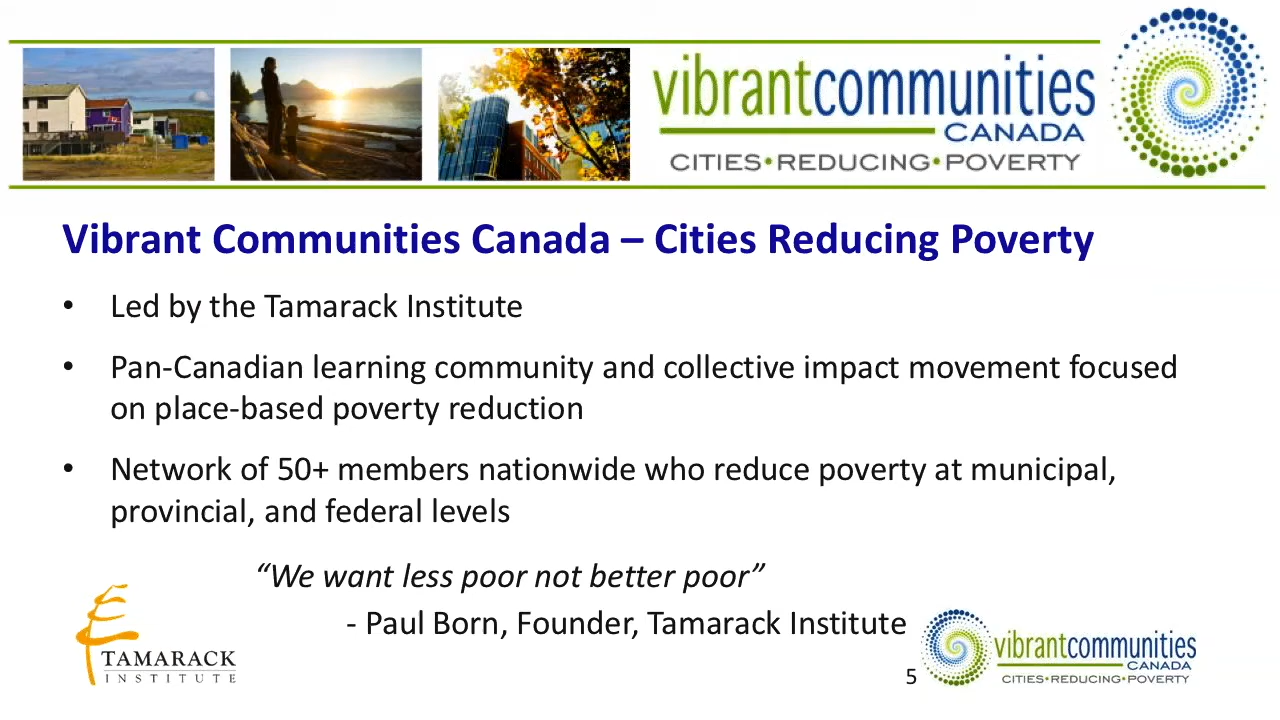 vibrantcommunities
CANADA
CITIES•REDUCING•POVERTY
Vibrant Communities Canada – Cities Reducing Poverty
• Led by the Tamarack Institute
• Pan-Canadian learning community and collective impact movement focused
on place-based poverty reduction
• Network of 50+ members nationwide who reduce poverty at municipal,
provincial, and federal levels
“We want less poor not better poor”
- Paul Born, Founder, Tamarack Institute
TAMARACK
INSTITUTE
5
vibrantcommunities
CANADA
CITIES•REDUCING•POVERTY